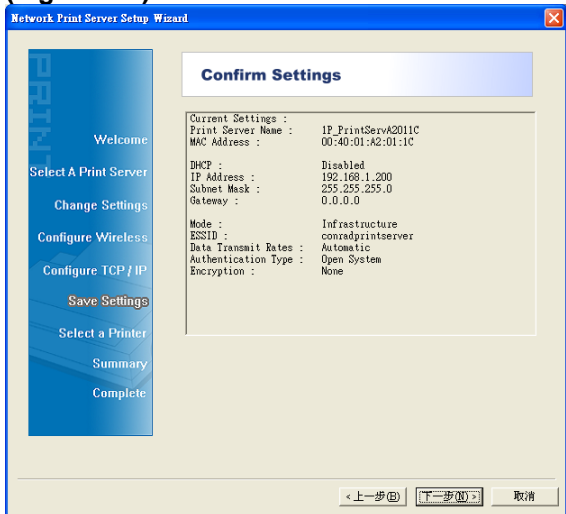 Network Print Server Setup Wizard
PRINT
Confirm Settings
Welcome
Select A Print Server
Change Settings
Configure Wireless
Configure TCP / IP
Save Settings
Select a Printer
Summary
Complete
Current Settings :
Print Server Name : 1P_PrintServA2011C
MAC Address : 00:40:01:A2:01:1C
DHCP : Disabled
IP Address : 192.168.1.200
Subnet Mask : 255.255.255.0
Gateway : 0.0.0.0
Mode : Infrastructure
ESSID : conradprintserver
Data Transmit Rates : Automatic
Authentication Type : Open System
Encryption : None
<上一步(B) 下一步(N)> 取消